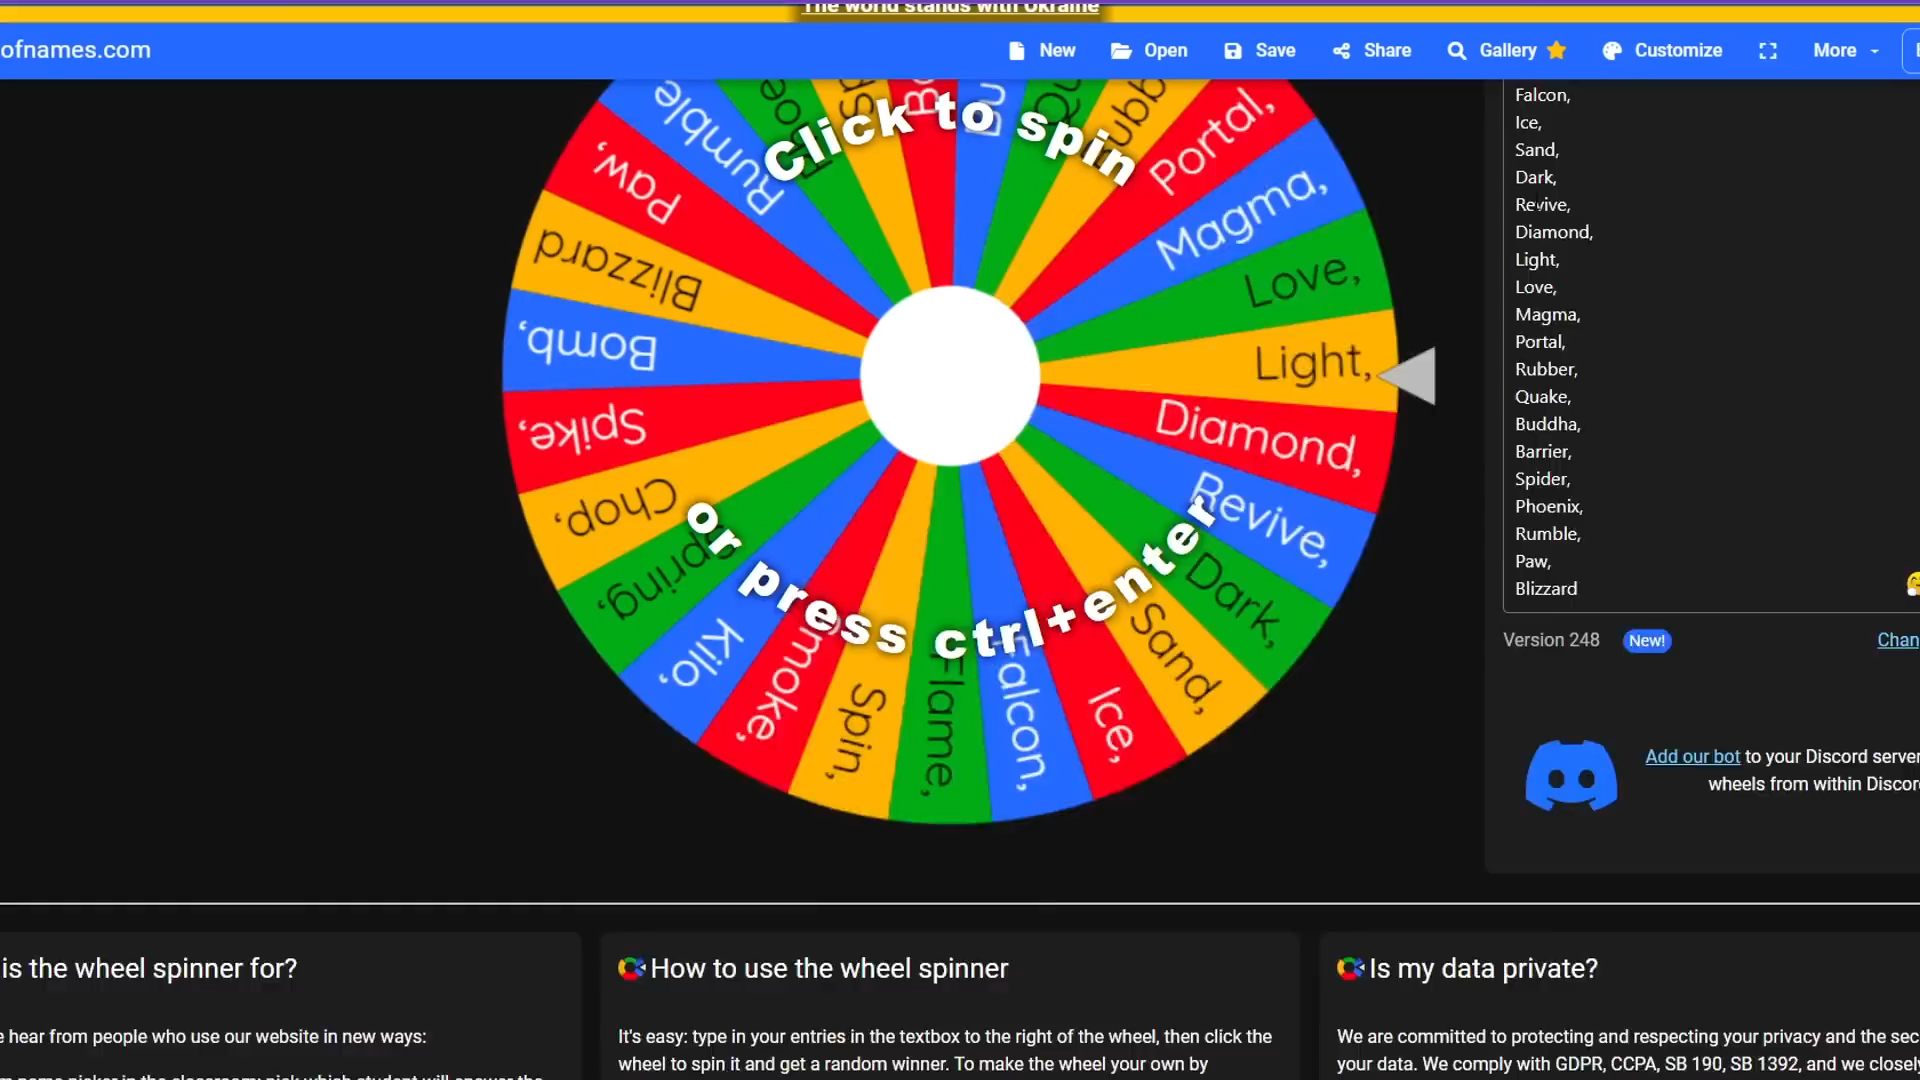 The world stands with Ukraine
ofnames.com
New
Open
Save
Share
Gallery
Customize
More
Click to spin
or press ctrl+enter
Portal,
Magma,
Love,
Light,
Diamond,
Revive,
Dark,
Sand,
Ice,
Falcon,
Flame,
Spin,
moke,
Kilo,
Spring,
Chop,
Spike,
Bomb,
Blizzard
Paw,
Rumble
Falcon,
Ice,
Sand,
Dark,
Revive,
Diamond,
Light,
Love,
Magma,
Portal,
Rubber,
Quake,
Buddha,
Barrier,
Spider,
Phoenix,
Rumble,
Paw,
Blizzard
Version 248
New!
Chan
Add our bot to your Discord server
wheels from within Discor
is the wheel spinner for?
e hear from people who use our website in new ways:
How to use the wheel spinner
It's easy: type in your entries in the textbox to the right of the wheel, then click the
wheel to spin it and get a random winner. To make the wheel your own by
Is my data private?
We are committed to protecting and respecting your privacy and the sec
your data. We comply with GDPR, CCPA, SB 190, SB 1392, and we closely